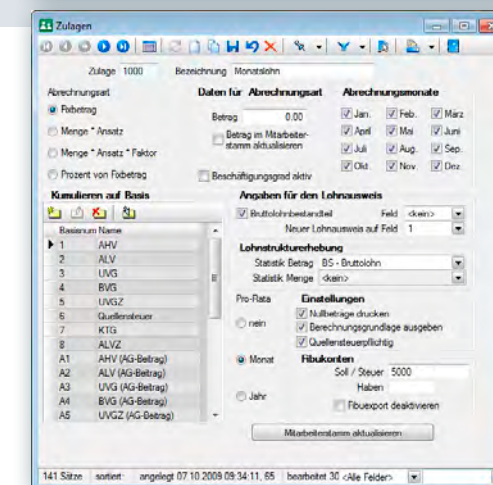 Zulagen
Zulage 1000 Bezeichnung Monatslohn
Abrechnungsart
Fixbetrag
Menge * Ansatz
Menge * Ansatz * Faktor
Prozent von Fixbetrag
Daten für Abrechnungsart
Betrag 0.00
Betrag im Mitarbeiter-
stamm aktualisieren
Beschäftigungsgrad aktiv
Abrechnungsmonate
Jan. Feb. März
April Mai Juni
Juli Aug. Sep.
Okt. Nov. Dez.
Kumulieren auf Basis
Basisnum Name
1 AHV
2 ALV
3 UVG
4 BVG
5 UVGZ
6 Quellensteuer
7 KTG
8 ALVZ
A1 AHV (AG-Beitrag)
A2 ALV (AG-Beitrag)
A3 UVG (AG-Beitrag)
A4 BVG (AG-Beitrag)
A5 UVGZ (AG-Beitrag)
Angaben für den Lohnausweis
Bruttolohnbestandteil Feld <kein>
Neuer Lohnausweis auf Feld 1
Lohnstrukturerhebung
Statistik Betrag BS - Bruttolohn
Statistik Menge <kein>
Pro-Rata
nein
Monat
Jahr
Einstellungen
Nullbeträge drucken
Berechnungsgrundlage ausgeben
Quellensteuerpflichtig
Fibukonten
Soll / Steuer 5000
Haben
Fibuexport deaktivieren
Mitarbeiterstamm aktualisieren
141 Sätze sortiert: angelegt 07.10.2009 09:34:11, 65 bearbeitet 30 <Alle Felder>